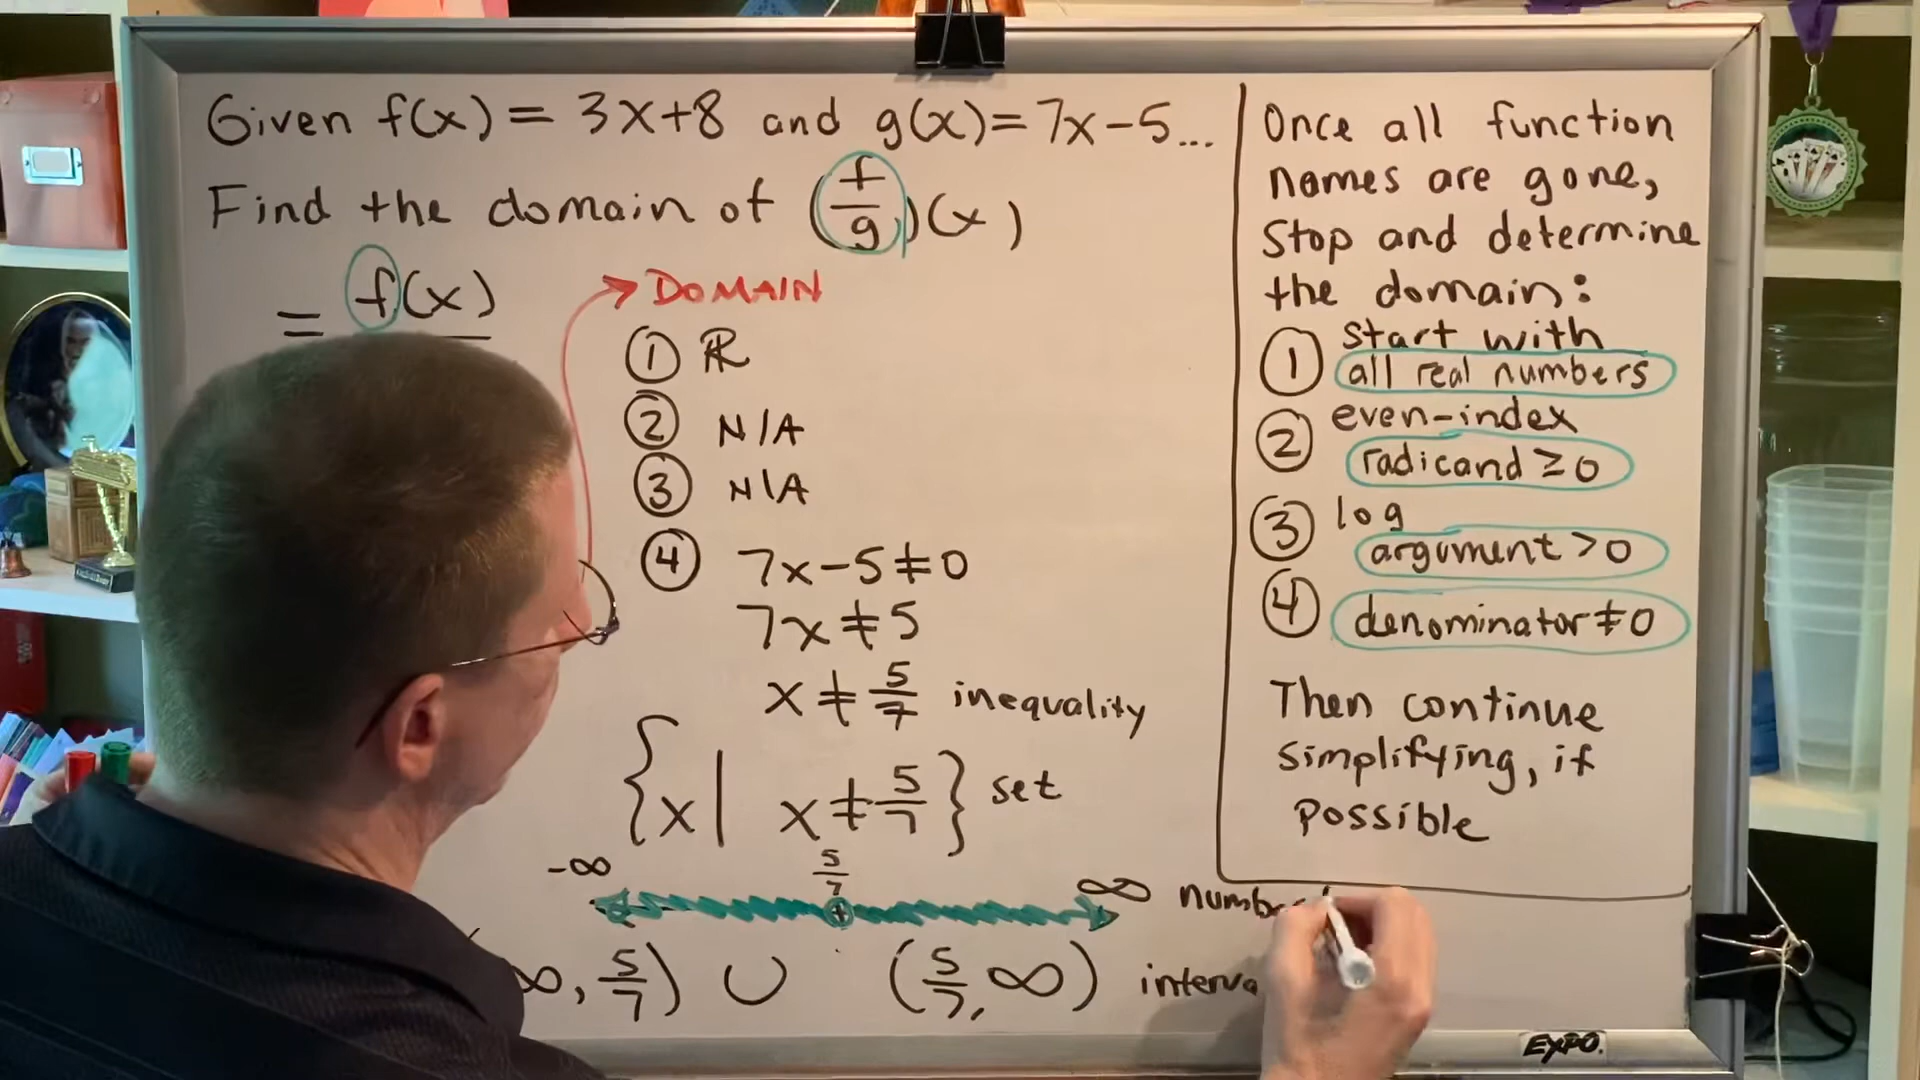 Given f(x) = 3x+8 and g(x)=7x-5...
Find the domain of (f/g)(x)
= f(x)
DOMAIN
① ℝ
② N/A
③ N/A
④ 7x-5≠0
7x≠5
x≠5/7 inequality
{x| x≠5/7} set
-∞ 5/7 ∞
∞, 5/7) ∪ (5/7, ∞)
Once all function
names are gone,
Stop and determine
the domain:
① start with
all real numbers
② even-index
radicand ≥0
③ log
argument >0
④ denominator≠0
Then continue
simplifying, if
possible
EXPO.